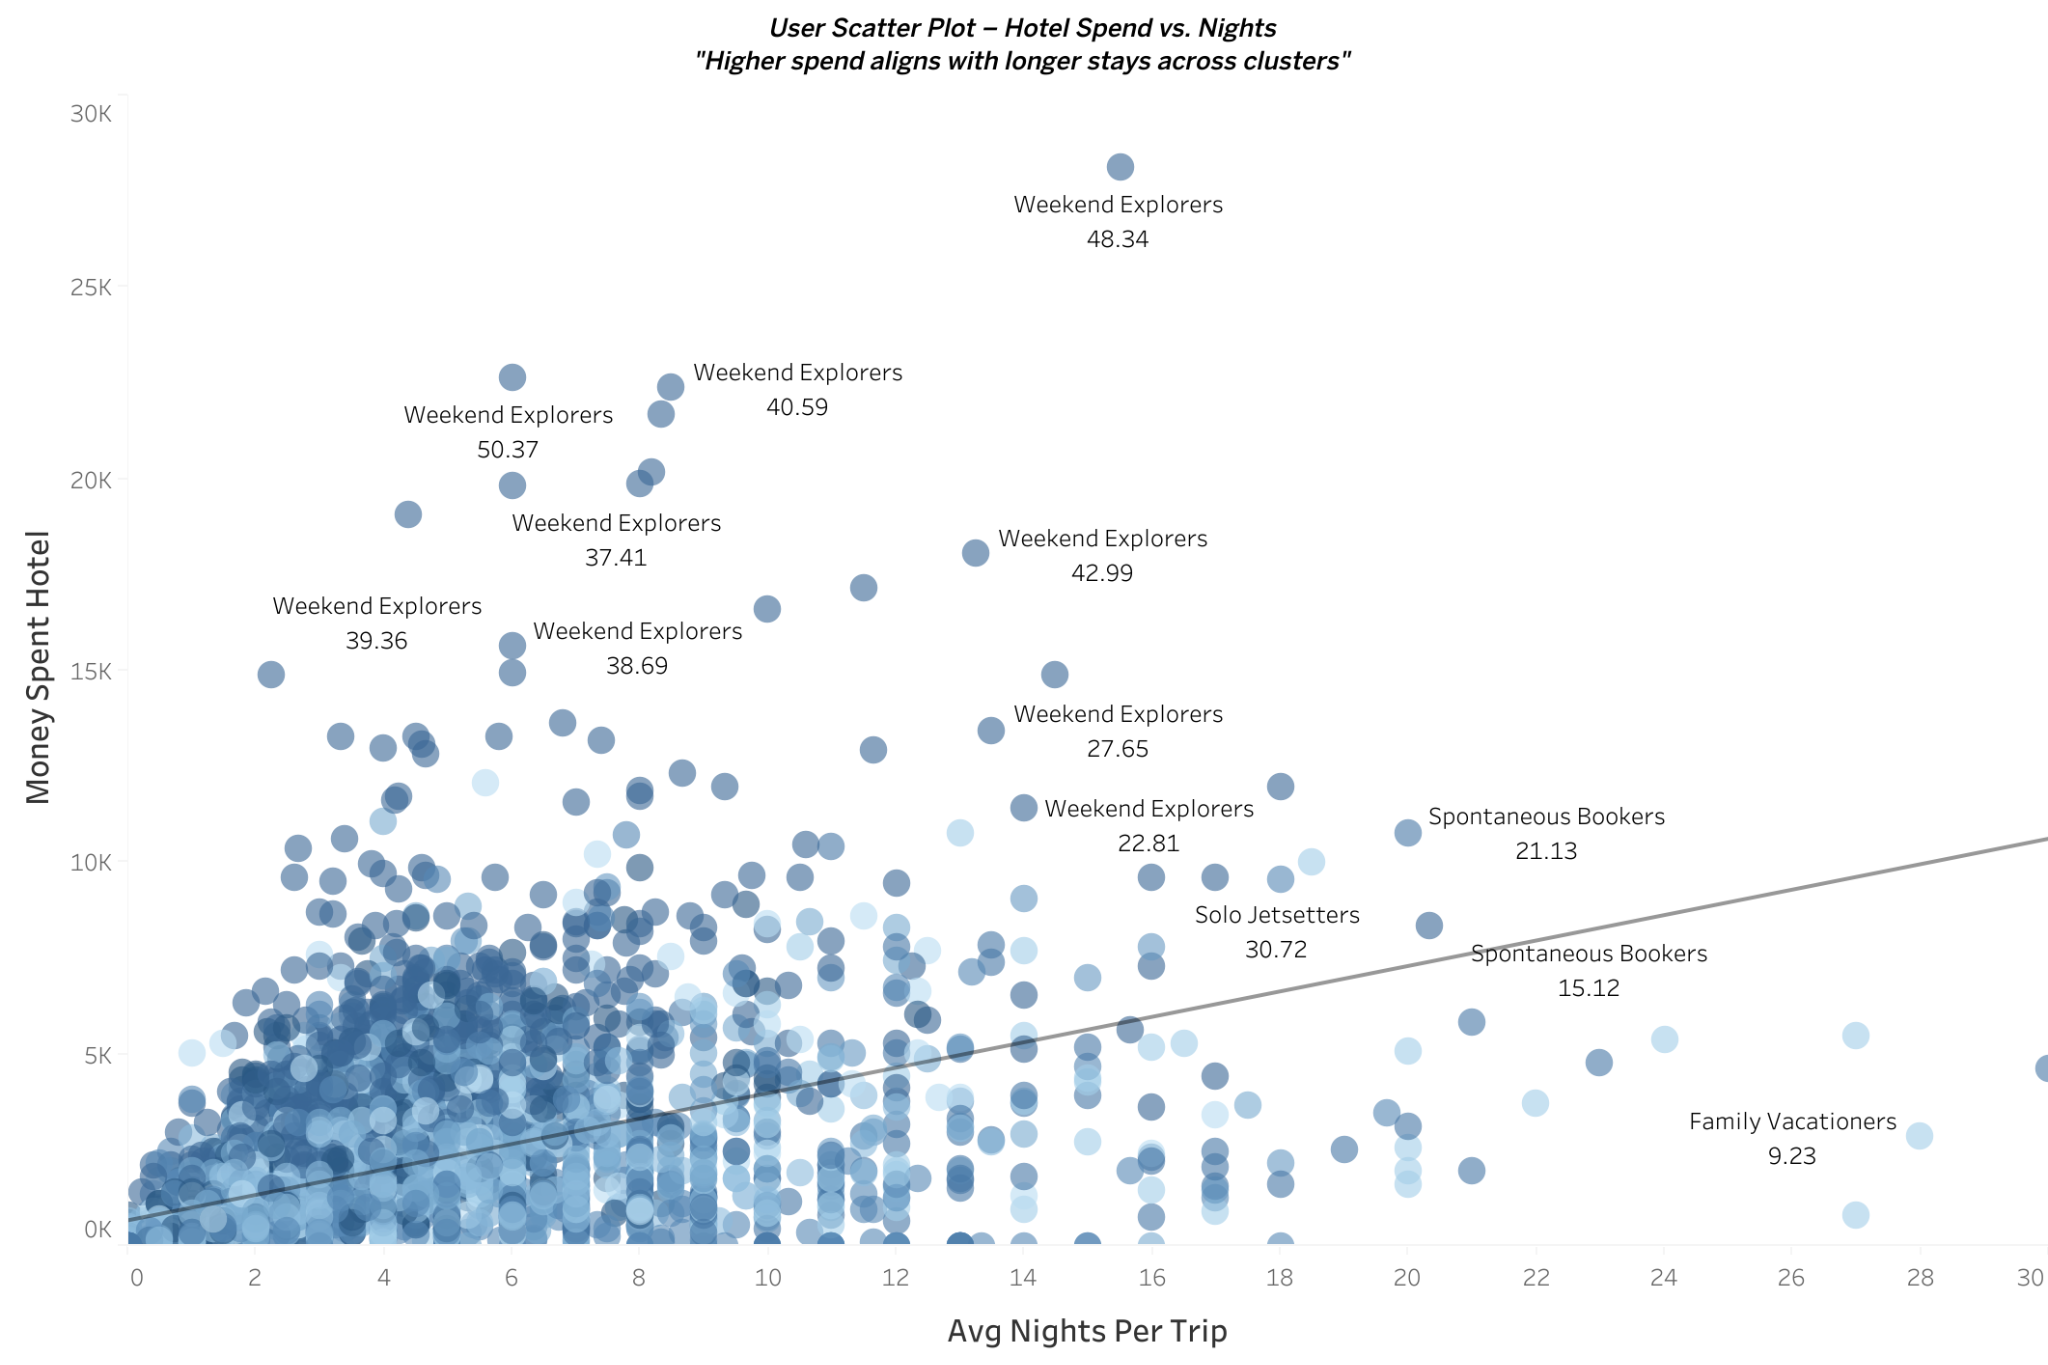 User Scatter Plot – Hotel Spend vs. Nights
"Higher spend aligns with longer stays across clusters"
30K
25K
20K
15K
10K
5K
0K
Money Spent Hotel
Weekend Explorers
48.34
Weekend Explorers
40.59
Weekend Explorers
50.37
Weekend Explorers
37.41
Weekend Explorers
42.99
Weekend Explorers
39.36
Weekend Explorers
38.69
Weekend Explorers
27.65
Weekend Explorers
22.81
Spontaneous Bookers
21.13
Solo Jetsetters
30.72
Spontaneous Bookers
15.12
Family Vacationers
9.23
0 2 4 6 8 10 12 14 16 18 20 22 24 26 28 30
Avg Nights Per Trip